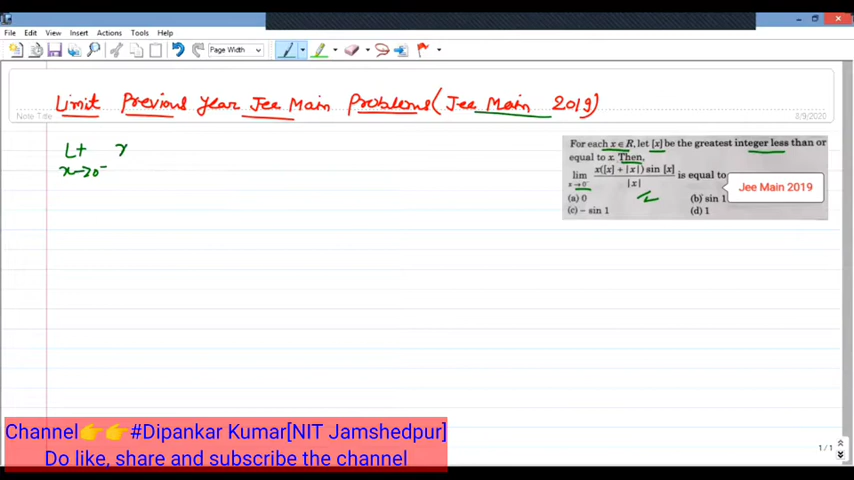 File Edit View Insert Actions Tools Help
Page Width
Limit Previous Year Jee Main Problems (Jee Main 2019)
Note Title
8/9/2020
Lt x
x→0⁻
For each x ∈ R, let [x] be the greatest integer less than or
equal to x. Then,
lim x→0⁻ x([x] + |x|) sin [x] / |x| is equal to
Jee Main 2019
(a) 0 (b) sin 1
(c) – sin 1 (d) 1
Channel👉👉#Dipankar Kumar[NIT Jamshedpur]
Do like, share and subscribe the channel
1/1